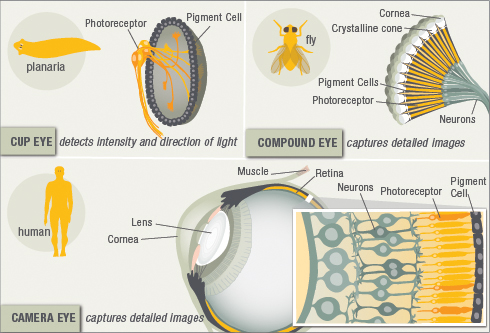 Photoreceptor
Pigment Cell
planaria
CUP EYE detects intensity and direction of light
Cornea
Crystalline cone
fly
Pigment Cells
Photoreceptor
Neurons
COMPOUND EYE captures detailed images
Muscle
Retina
Neurons
Photoreceptor
Pigment
Cell
human
Lens
Cornea
CAMERA EYE captures detailed images